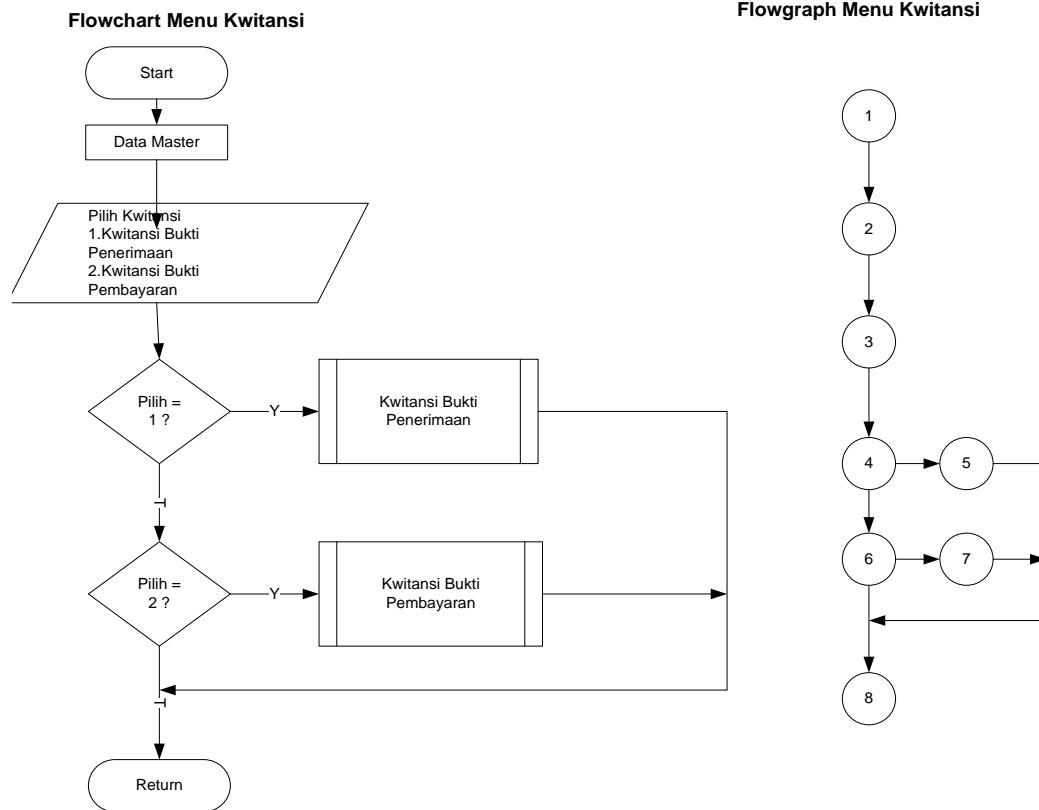 Flowchart Menu Kwitansi
Start
Data Master
Pilih Kwitansi
1.Kwitansi Bukti
Penerimaan
2.Kwitansi Bukti
Pembayaran
Pilih =
1 ?
Y
Kwitansi Bukti
Penerimaan
T
Pilih =
2 ?
Y
Kwitansi Bukti
Pembayaran
T
Return
Flowgraph Menu Kwitansi
1
2
3
4
5
6
7
8